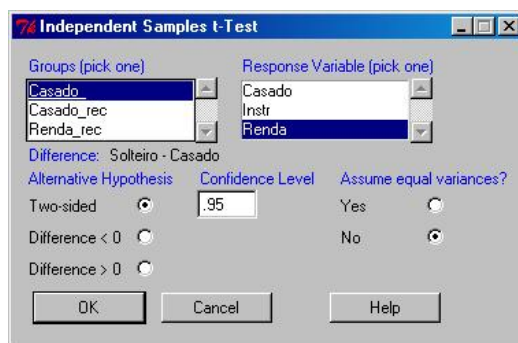 Independent Samples t-Test
Groups (pick one)
Response Variable (pick one)
Casado_
Casado_rec
Renda_rec
Casado
Instr
Renda
Difference: Solteiro - Casado
Alternative Hypothesis
Confidence Level
Assume equal variances?
Two-sided
.95
Yes
Difference < 0
No
Difference > 0
OK
Cancel
Help